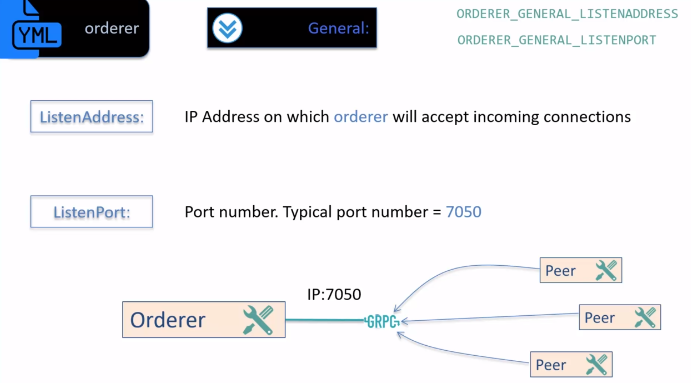 YML
orderer
General:
ORDERER_GENERAL_LISTENADDRESS
ORDERER_GENERAL_LISTENPORT
ListenAddress: IP Address on which orderer will accept incoming connections
ListenPort: Port number. Typical port number = 7050
IP:7050
Orderer
GRPC
Peer
Peer
Peer